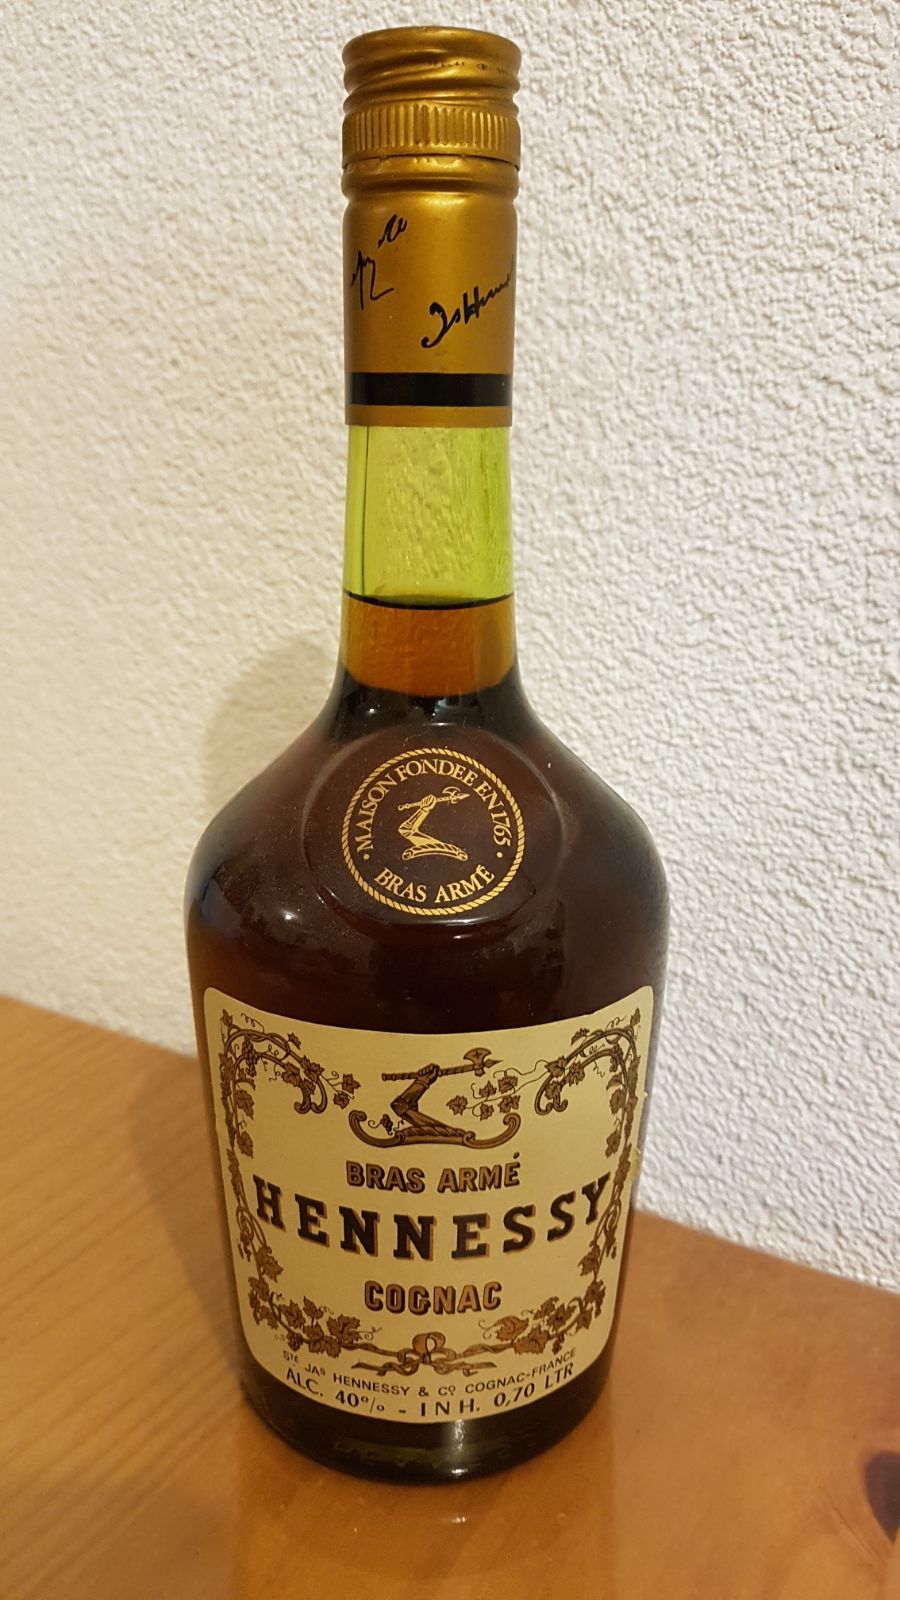 MAISON FONDEE EN 1765
BRAS ARMÉ
BRAS ARMÉ
HENNESSY
COGNAC
STE JAS HENNESSY & CO COGNAC-FRANCE
ALC. 40% - INH. 0,70 LTR